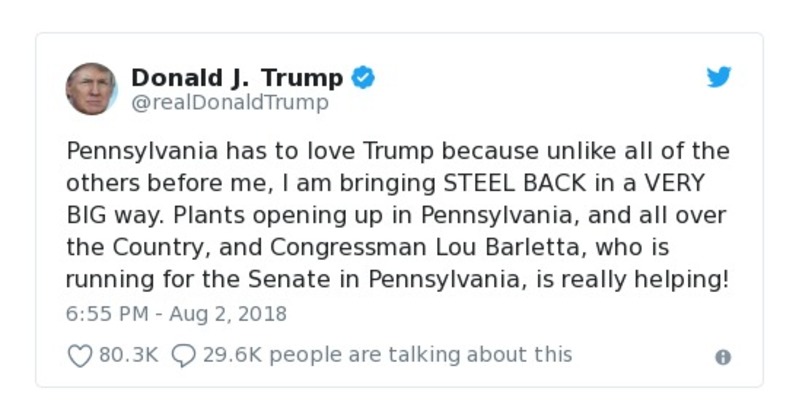 Donald J. Trump
@realDonaldTrump
Pennsylvania has to love Trump because unlike all of the
others before me, I am bringing STEEL BACK in a VERY
BIG way. Plants opening up in Pennsylvania, and all over
the Country, and Congressman Lou Barletta, who is
running for the Senate in Pennsylvania, is really helping!
6:55 PM - Aug 2, 2018
80.3K 29.6K people are talking about this